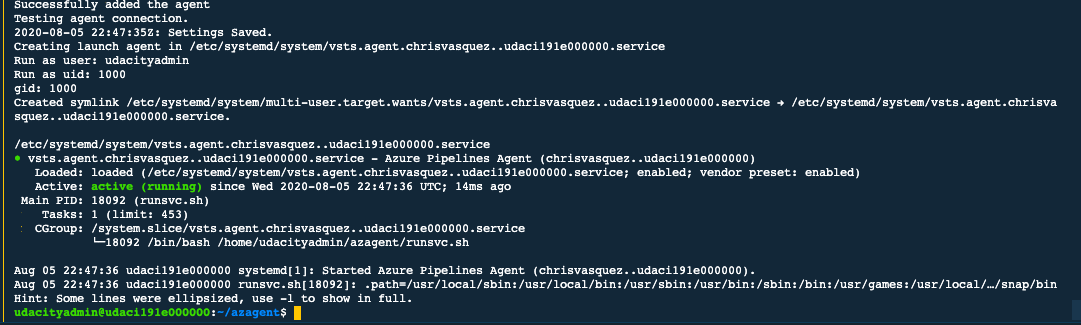 Successfully added the agent
Testing agent connection.
2020-08-05 22:47:35Z: Settings Saved.
Creating launch agent in /etc/systemd/system/vsts.agent.chrisvasquez..udaci191e000000.service
Run as user: udacityadmin
Run as uid: 1000
gid: 1000
Created symlink /etc/systemd/system/multi-user.target.wants/vsts.agent.chrisvasquez..udaci191e000000.service → /etc/systemd/system/vsts.agent.chrisva
squez..udaci191e000000.service.
/etc/systemd/system/vsts.agent.chrisvasquez..udaci191e000000.service
● vsts.agent.chrisvasquez..udaci191e000000.service - Azure Pipelines Agent (chrisvasquez..udaci191e000000)
Loaded: loaded (/etc/systemd/system/vsts.agent.chrisvasquez..udaci191e000000.service; enabled; vendor preset: enabled)
Active: active (running) since Wed 2020-08-05 22:47:36 UTC; 14ms ago
Main PID: 18092 (runsvc.sh)
Tasks: 1 (limit: 453)
CGroup: /system.slice/vsts.agent.chrisvasquez..udaci191e000000.service
└─18092 /bin/bash /home/udacityadmin/azagent/runsvc.sh
Aug 05 22:47:36 udaci191e000000 systemd[1]: Started Azure Pipelines Agent (chrisvasquez..udaci191e000000).
Aug 05 22:47:36 udaci191e000000 runsvc.sh[18092]: .path=/usr/local/sbin:/usr/local/bin:/usr/sbin:/usr/bin:/sbin:/bin:/usr/games:/usr/local/…/snap/bin
Hint: Some lines were ellipsized, use -l to show in full.
udacityadmin@udaci191e000000:~/azagent$